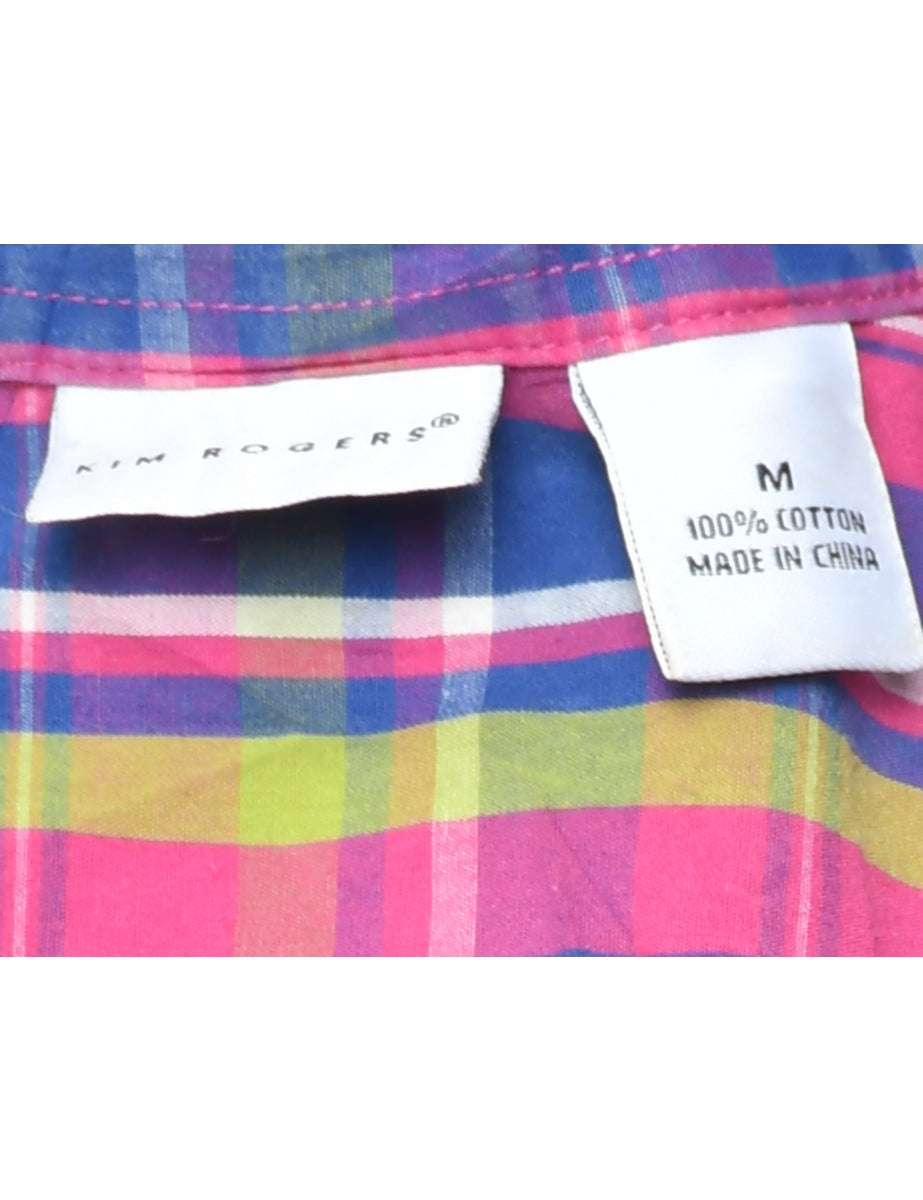 KIM ROGERS®
M
100% COTTON
MADE IN CHINA